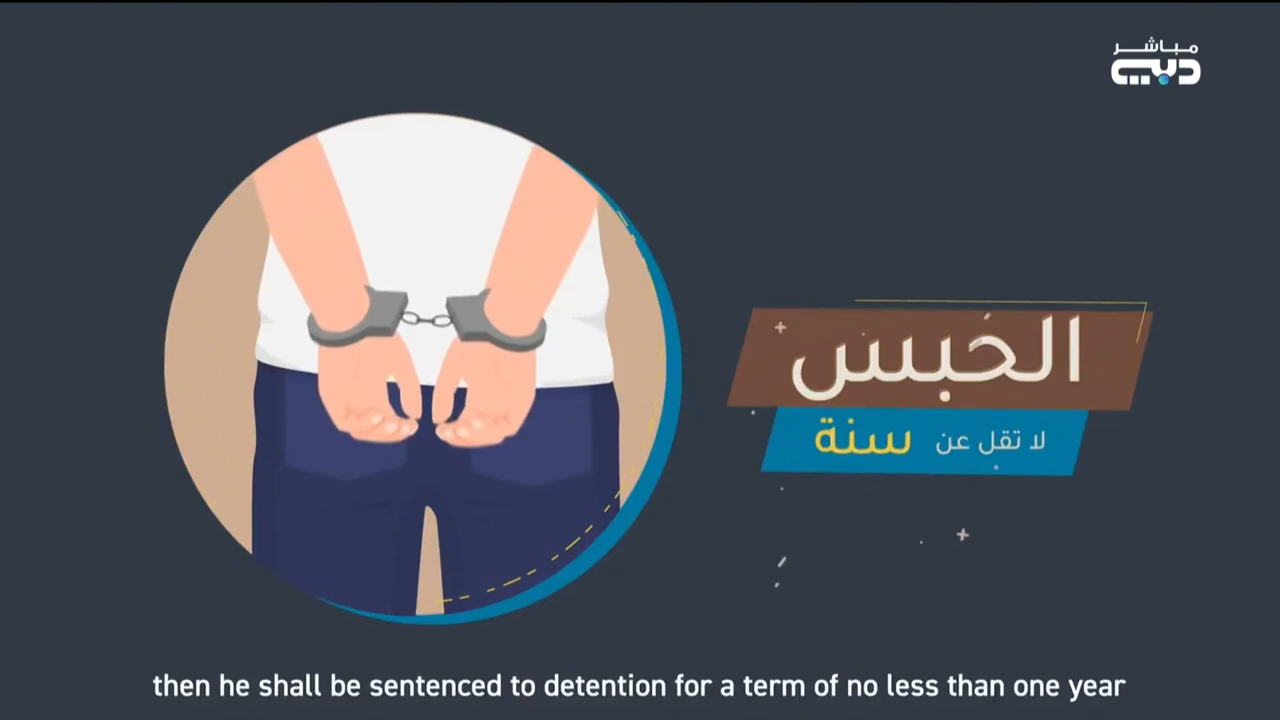 مباشر
دبي
الحبس
لا تقل عن سنة
then he shall be sentenced to detention for a term of no less than one year